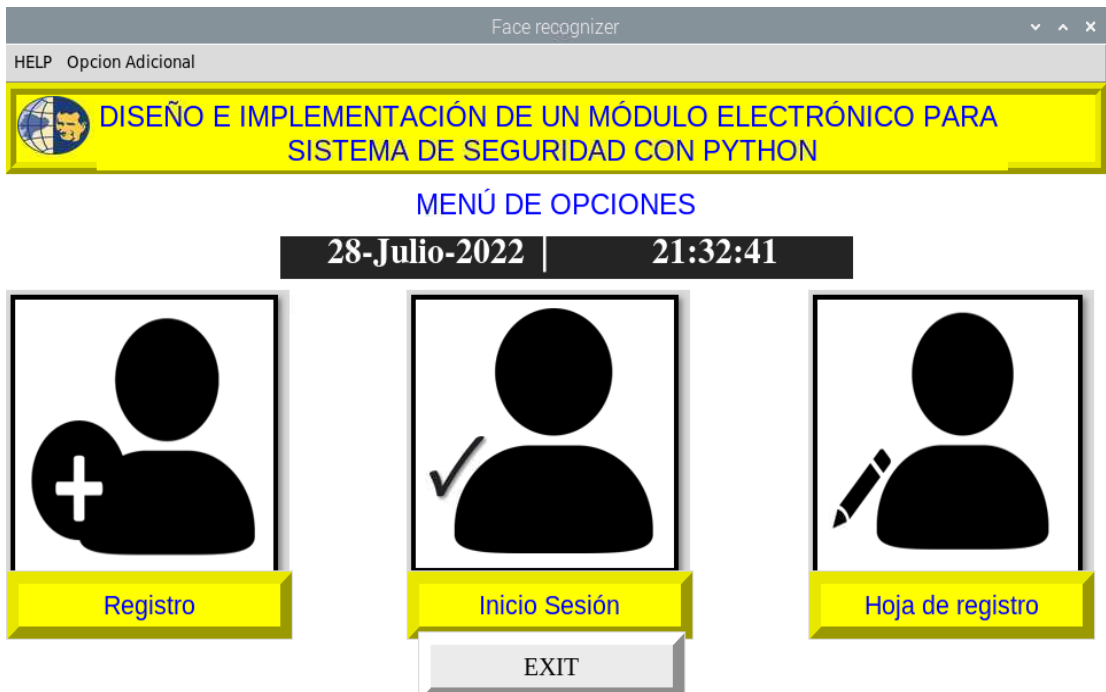 Face recognizer
HELP Opcion Adicional
DISEÑO E IMPLEMENTACIÓN DE UN MÓDULO ELECTRÓNICO PARA
SISTEMA DE SEGURIDAD CON PYTHON
MENÚ DE OPCIONES
28-Julio-2022 | 21:32:41
Registro
Inicio Sesión
Hoja de registro
EXIT